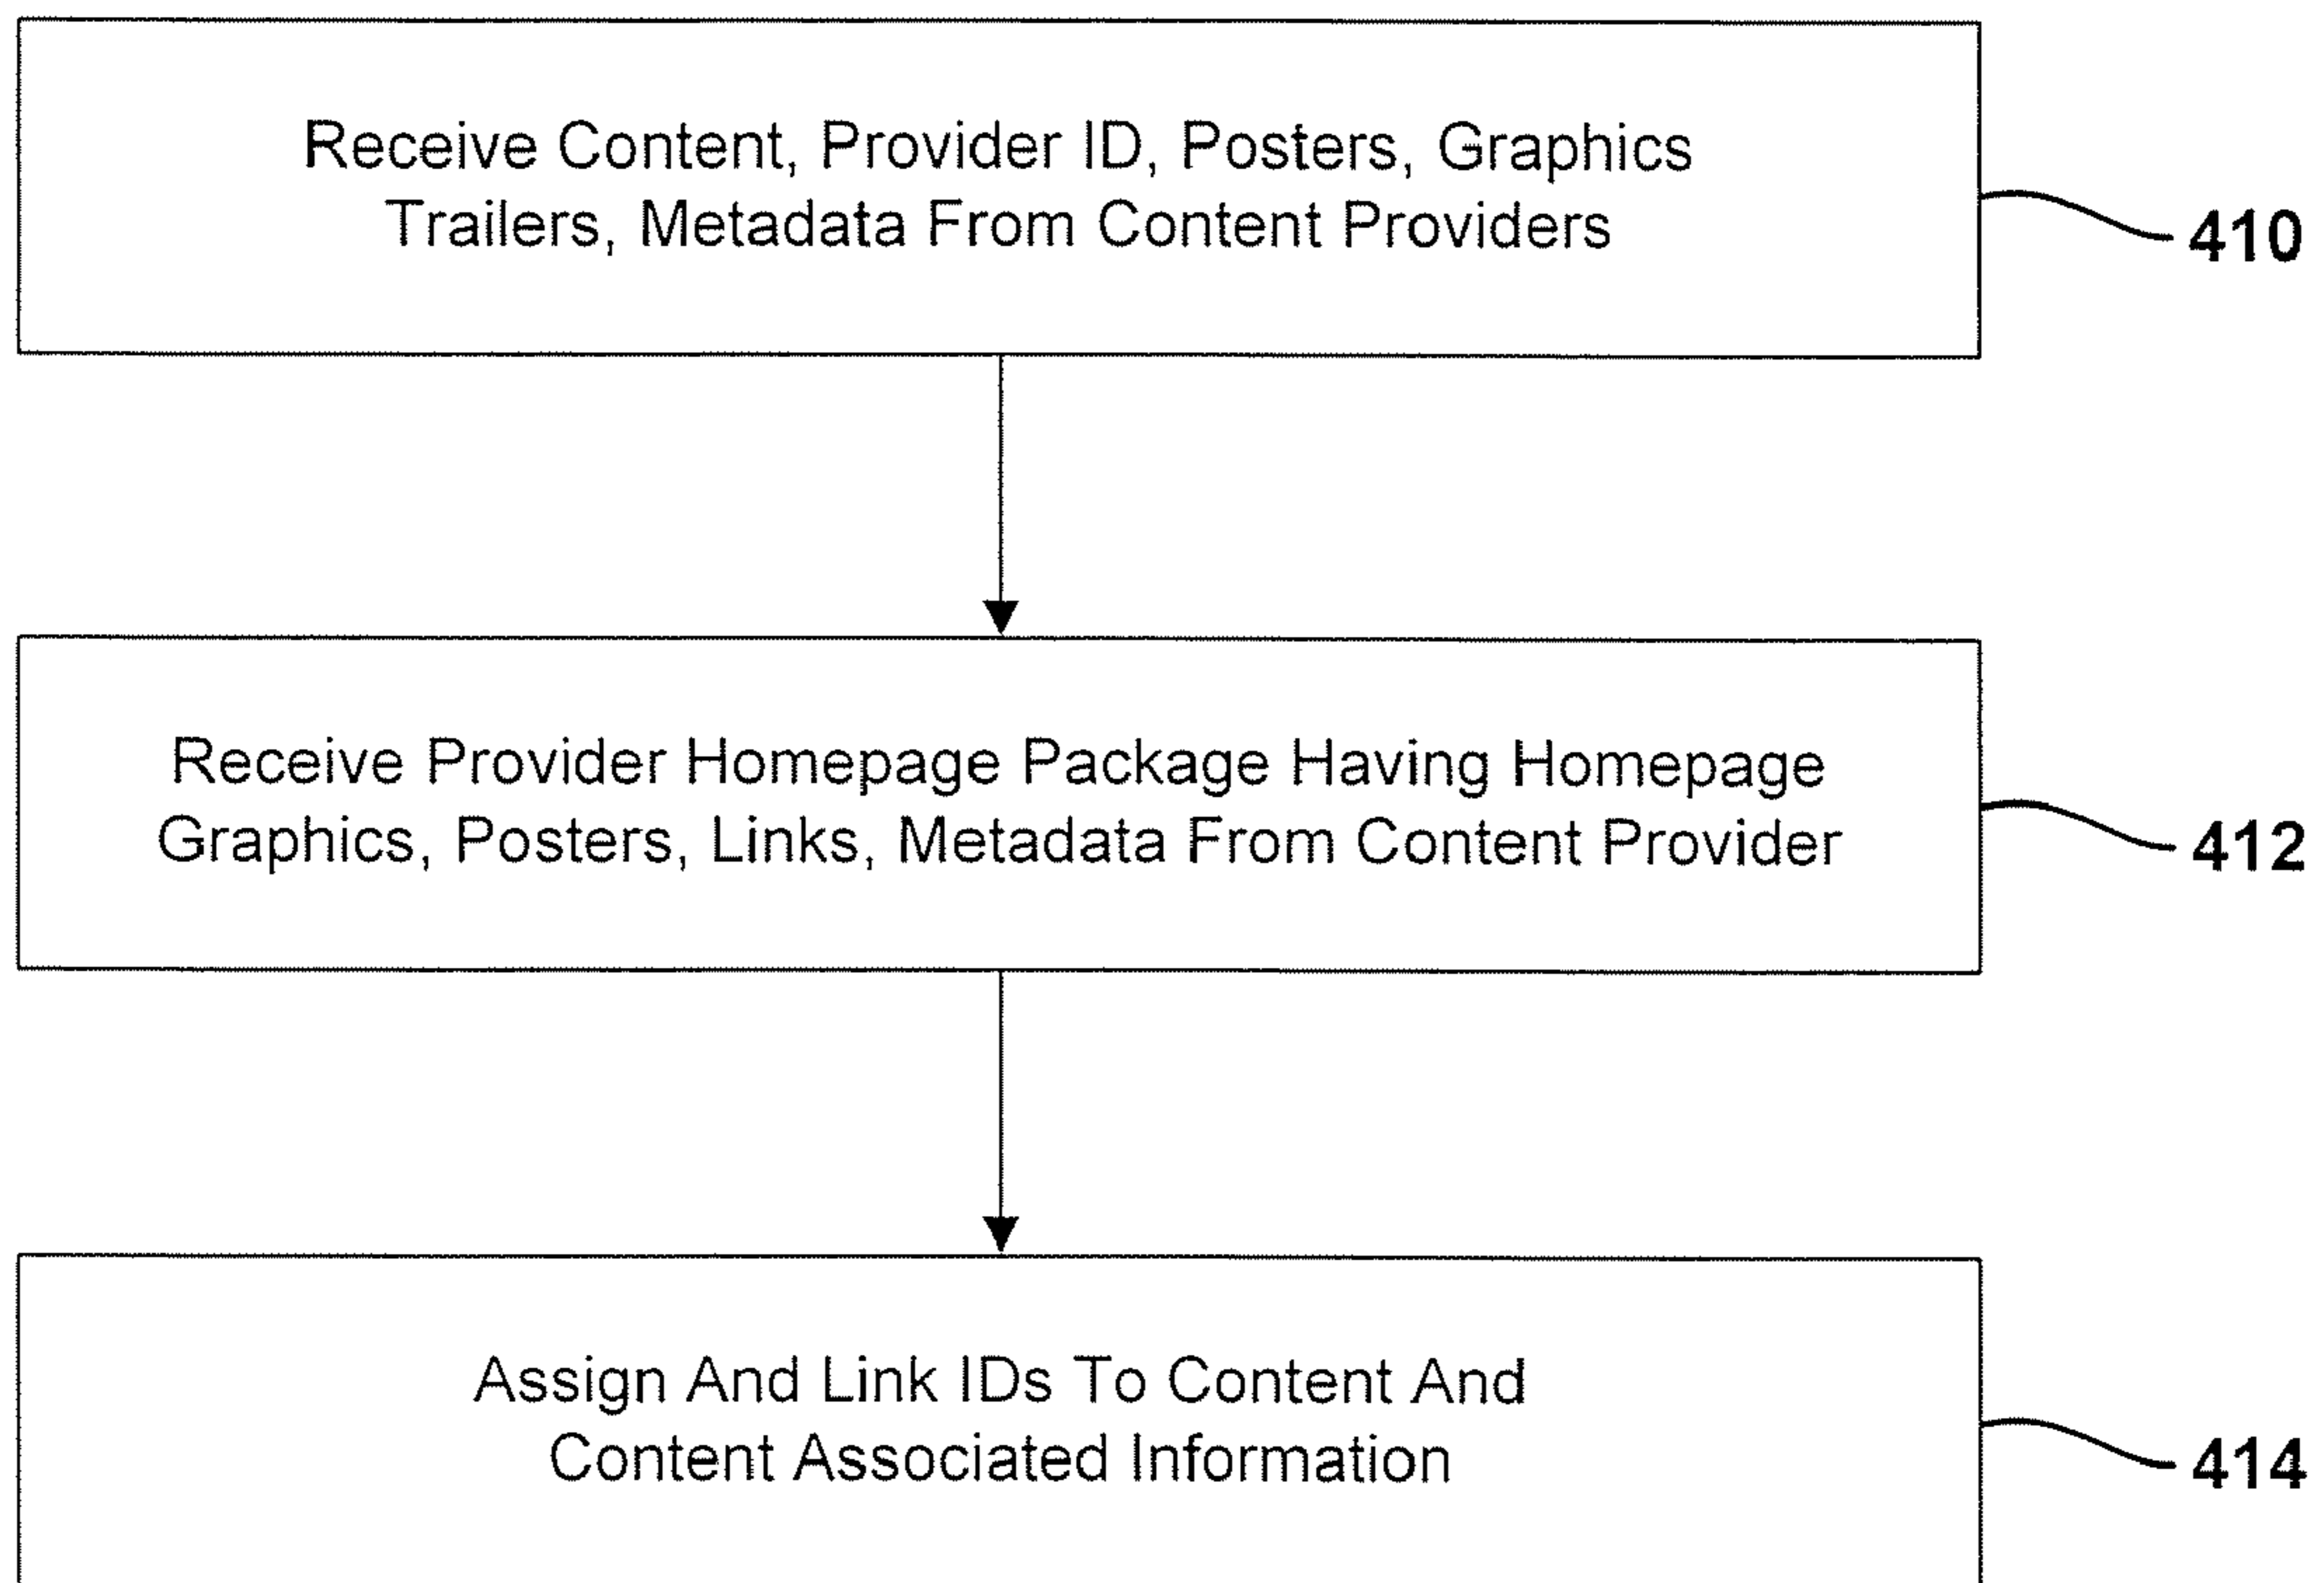 Receive Content, Provider ID, Posters, Graphics
Trailers, Metadata From Content Providers
410
Receive Provider Homepage Package Having Homepage
Graphics, Posters, Links, Metadata From Content Provider
412
Assign And Link IDs To Content And
Content Associated Information
414